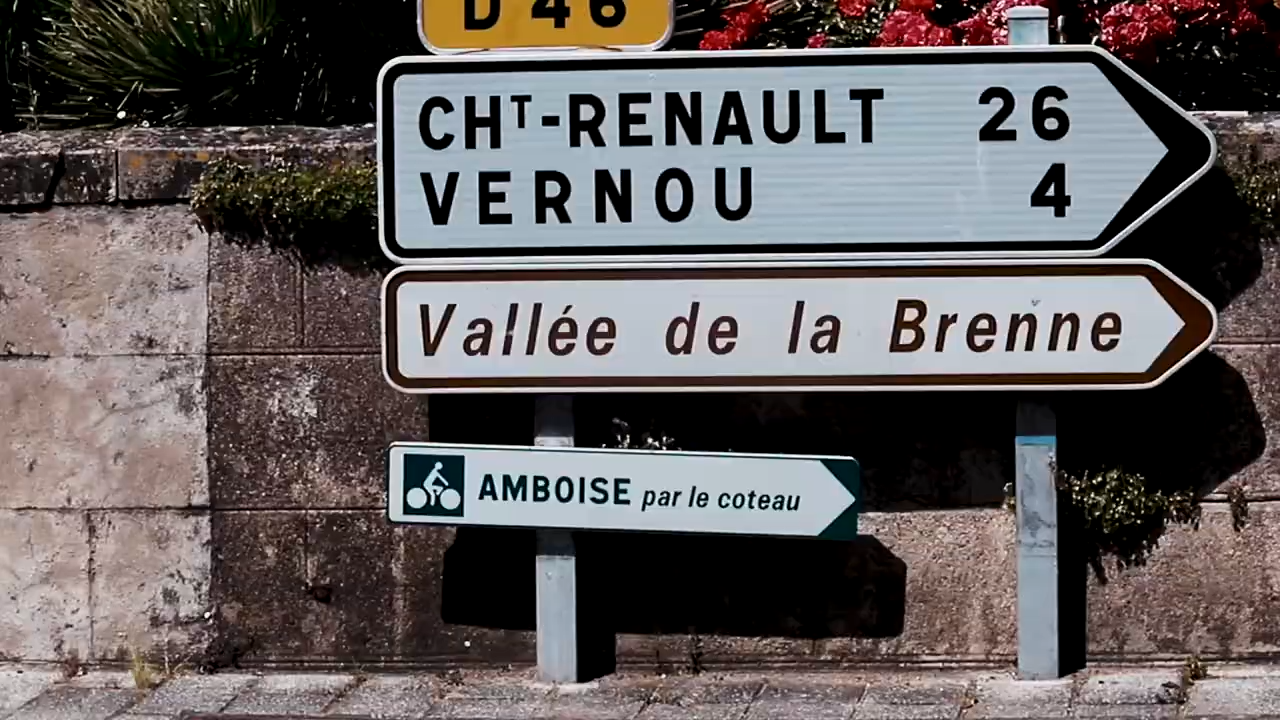 D 46
CHT-RENAULT 26
VERNOU 4
Vallée de la Brenne
AMBOISE par le coteau